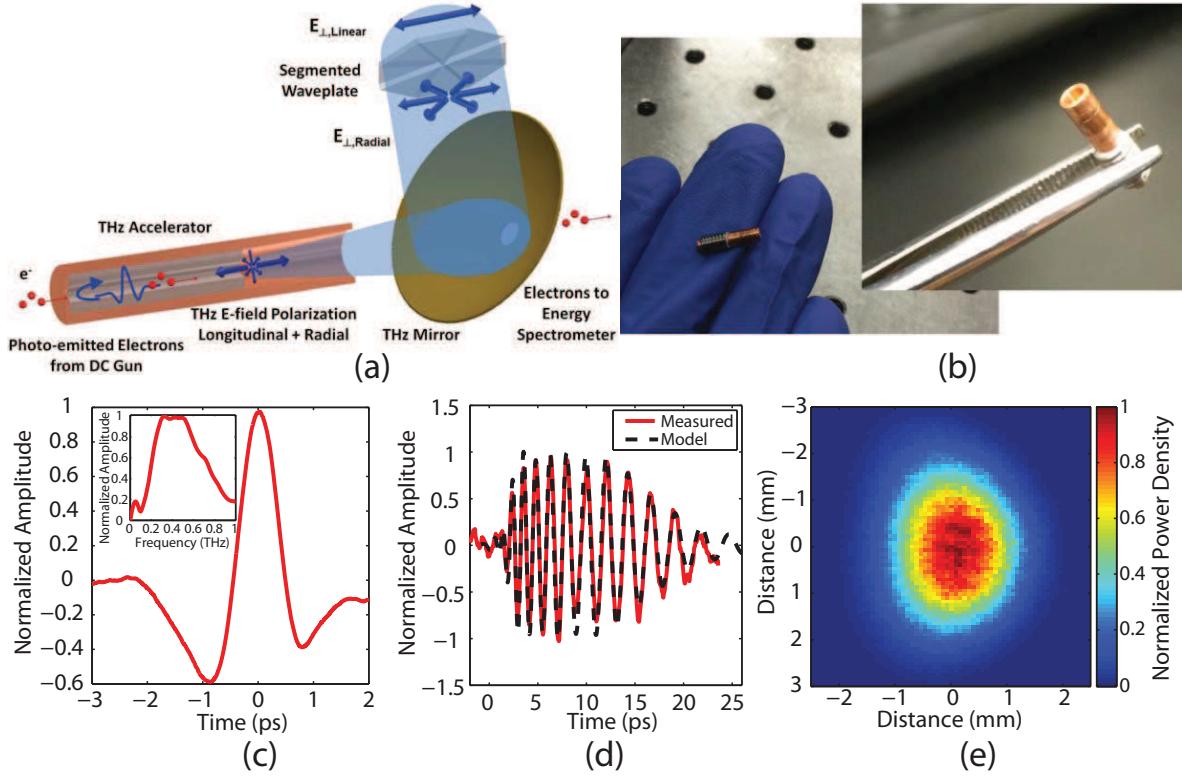 E⊥,Linear
Segmented
Waveplate
E⊥,Radial
THz Accelerator
e-
THz E-field Polarization
Longitudinal + Radial
THz Mirror
Electrons to
Energy
Spectrometer
Photo-emitted Electrons
from DC Gun
(a)
(b)
Normalized Amplitude
1
0.8
0.6
0.4
0.2
0
−0.2
−0.4
−0.6
−3
−2
−1
0
1
2
Time (ps)
Normalized Amplitude
1
0.8
0.6
0.4
0.2
0
0
0.2
0.4
0.6
0.8
1
Frequency (THz)
(c)
Normalized Amplitude
1.5
1
0.5
0
−0.5
−1
−1.5
0
5
10
15
20
25
Time (ps)
Measured
Model
(d)
Distance (mm)
−3
−2
−1
0
1
2
3
−2
−1
0
1
2
Distance (mm)
1
0.8
0.6
0.4
0.2
0
Normalized Power Density
(e)